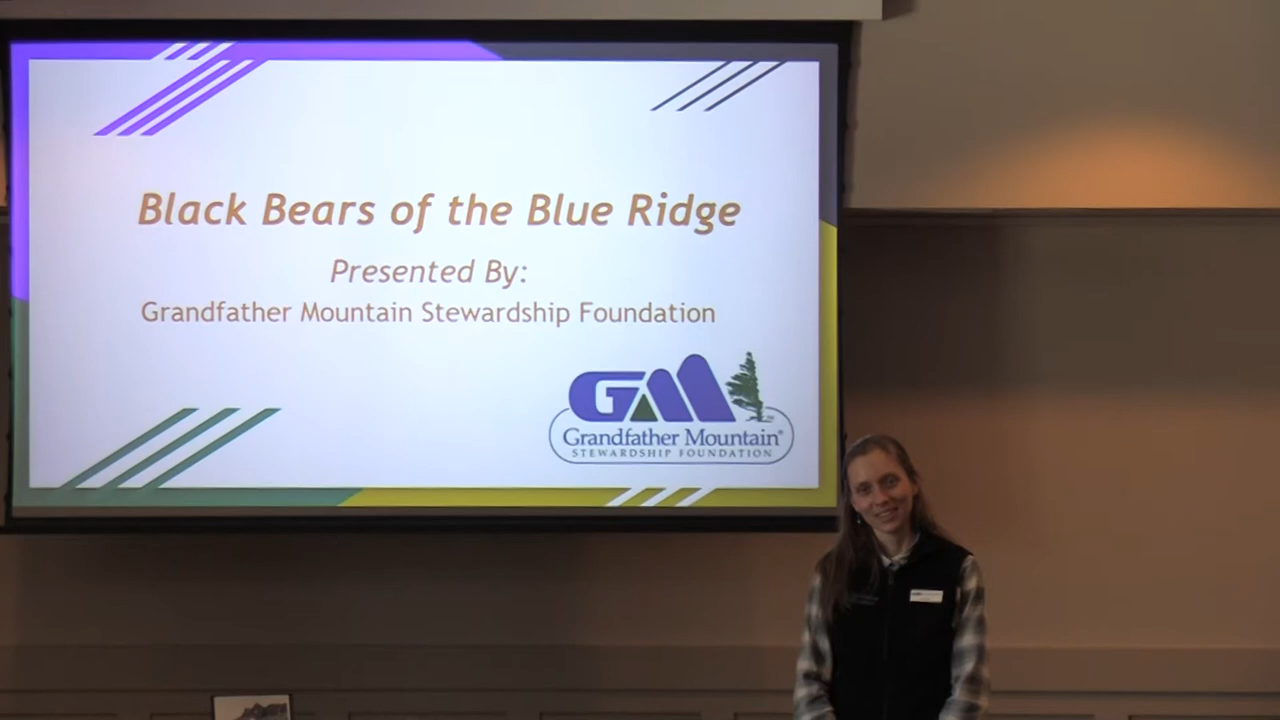 Black Bears of the Blue Ridge
Presented By:
Grandfather Mountain Stewardship Foundation
GM
Grandfather Mountain®
STEWARDSHIP FOUNDATION